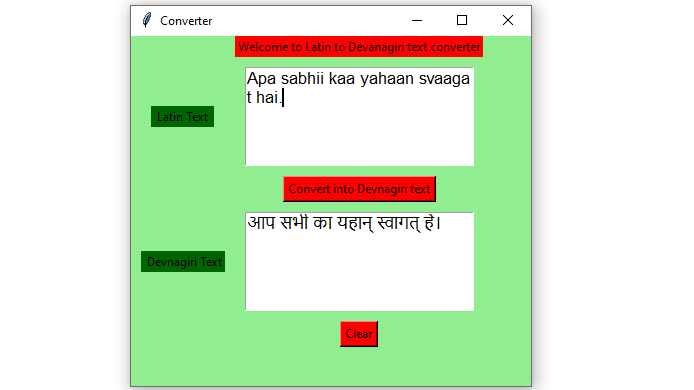 Converter
Welcome to Latin to Devanagiri text converter
Latin Text
Apa sabhii kaa yahaan svaaga
t hai.
Convert into Devnagiri text
Devnagiri Text
आप सभी का यहान् स्वागत् है।
Clear